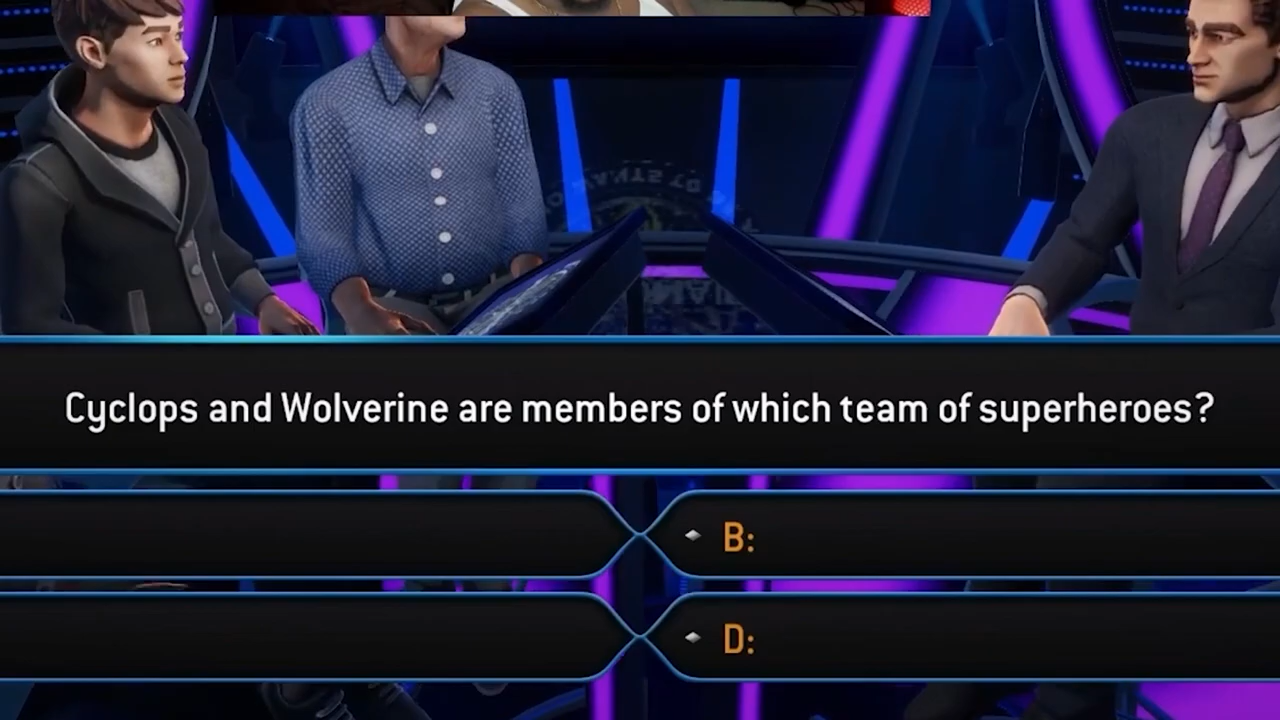 Cyclops and Wolverine are members of which team of superheroes?
B:
D: